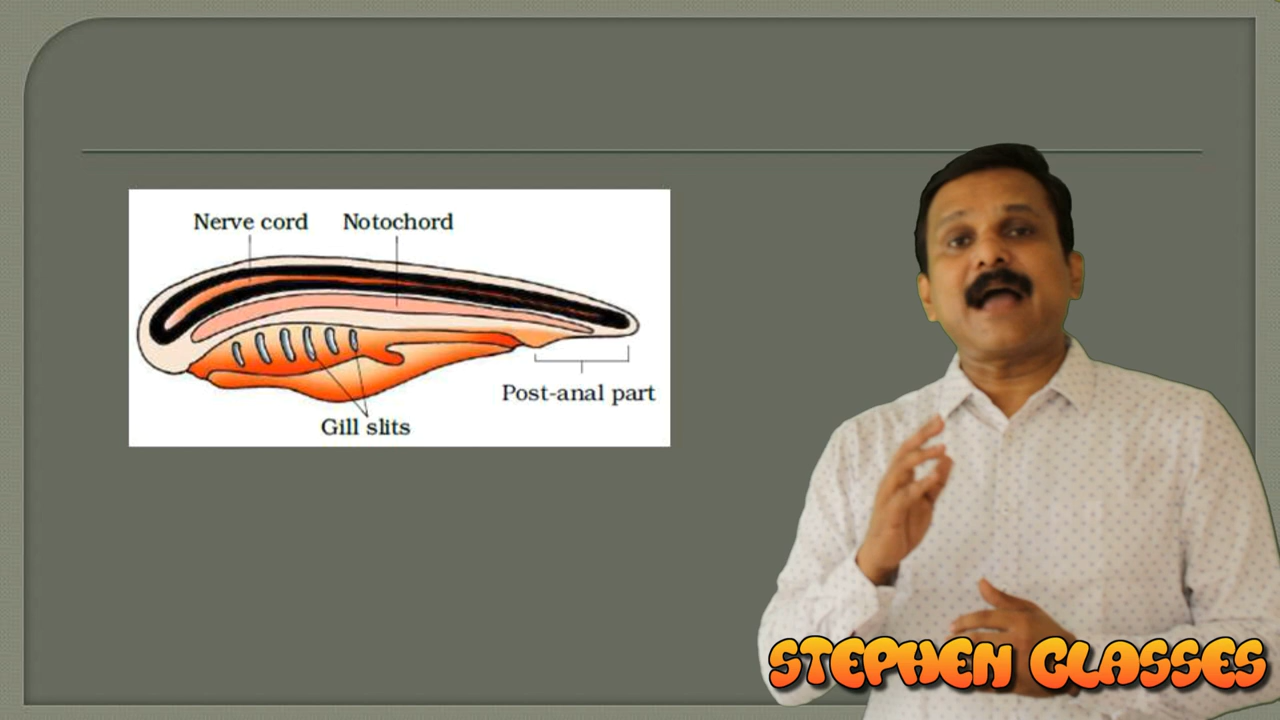 Nerve cord Notochord
Post-anal part
Gill slits
STEPHEN CLASSES